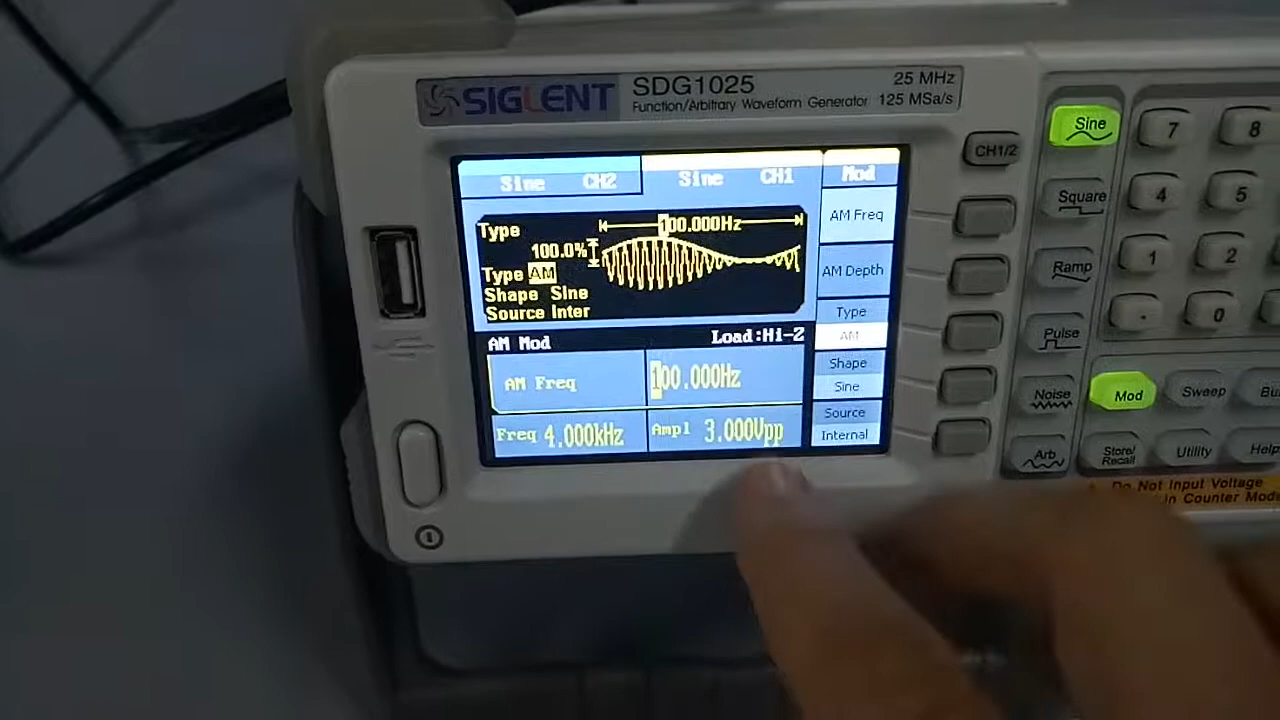 SIGLENT SDG1025 25 MHz
Function/Arbitrary Waveform Generator 125 MSa/s
Sine CH2 Sine CH1 Mod
Type 100.000Hz
100.0%
Type AM
Shape Sine
Source Inter
AM Mod Load:Hi-Z
AM Freq 100.000Hz
Freq 4.000kHz Ampl 3.000Vpp
AM Freq
AM Depth
Type
AM
Shape
Sine
Source
Internal
CH1/2
Sine
Square
Ramp
Pulse
Noise
Arb
7 8
4 5
1 2
. 0
Mod Sweep
Store/ Recall Utility Help
Do Not Input Voltage
in Counter Mode